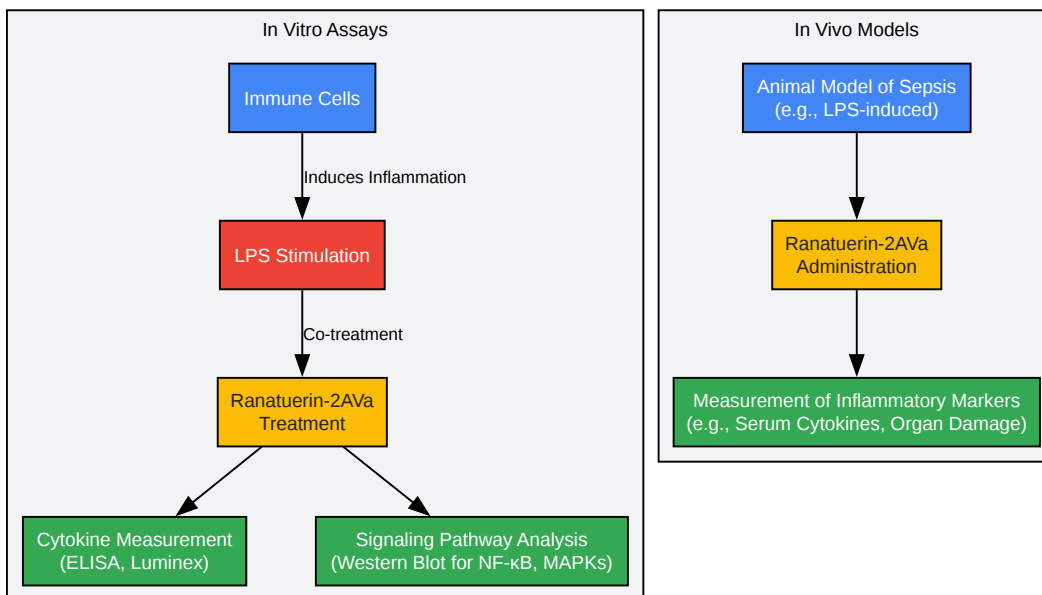 In Vitro Assays
Immune Cells
Induces Inflammation
LPS Stimulation
Co-treatment
Ranatuerin-2AVa
Treatment
Cytokine Measurement
(ELISA, Luminex)
Signaling Pathway Analysis
(Western Blot for NF-κB, MAPKs)
In Vivo Models
Animal Model of Sepsis
(e.g., LPS-induced)
Ranatuerin-2AVa
Administration
Measurement of Inflammatory Markers
(e.g., Serum Cytokines, Organ Damage)